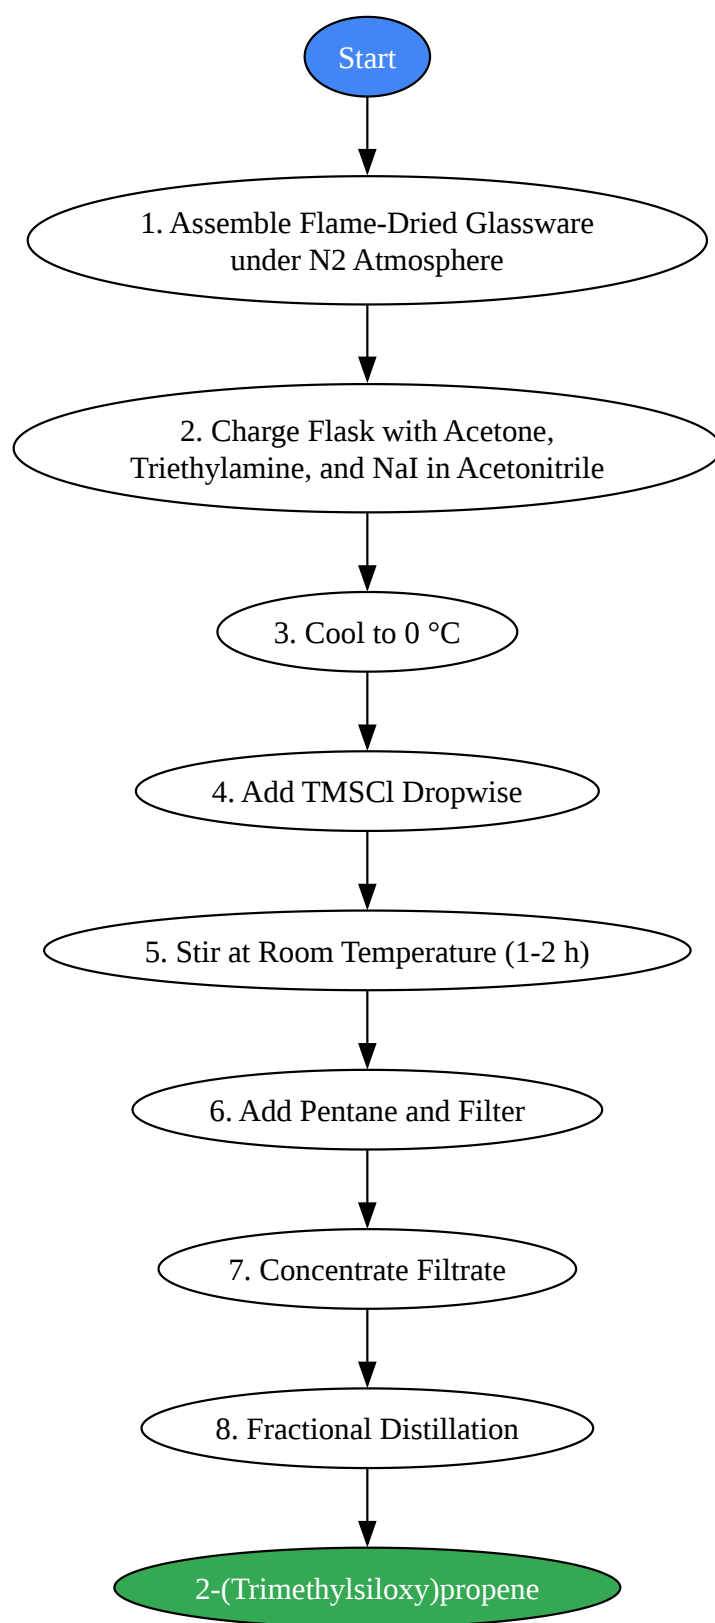 Start
1. Assemble Flame-Dried Glassware
under N2 Atmosphere
2. Charge Flask with Acetone,
Triethylamine, and NaI in Acetonitrile
3. Cool to 0 °C
4. Add TMSCl Dropwise
5. Stir at Room Temperature (1-2 h)
6. Add Pentane and Filter
7. Concentrate Filtrate
8. Fractional Distillation
2-(Trimethylsiloxy)propene